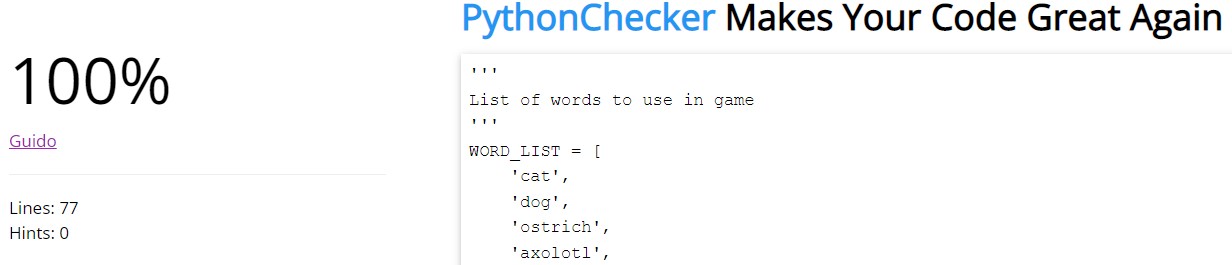 PythonChecker Makes Your Code Great Again
100%
Guido
Lines: 77
Hints: 0
'''
List of words to use in game
'''
WORD_LIST = [
    'cat',
    'dog',
    'ostrich',
    'axolotl',